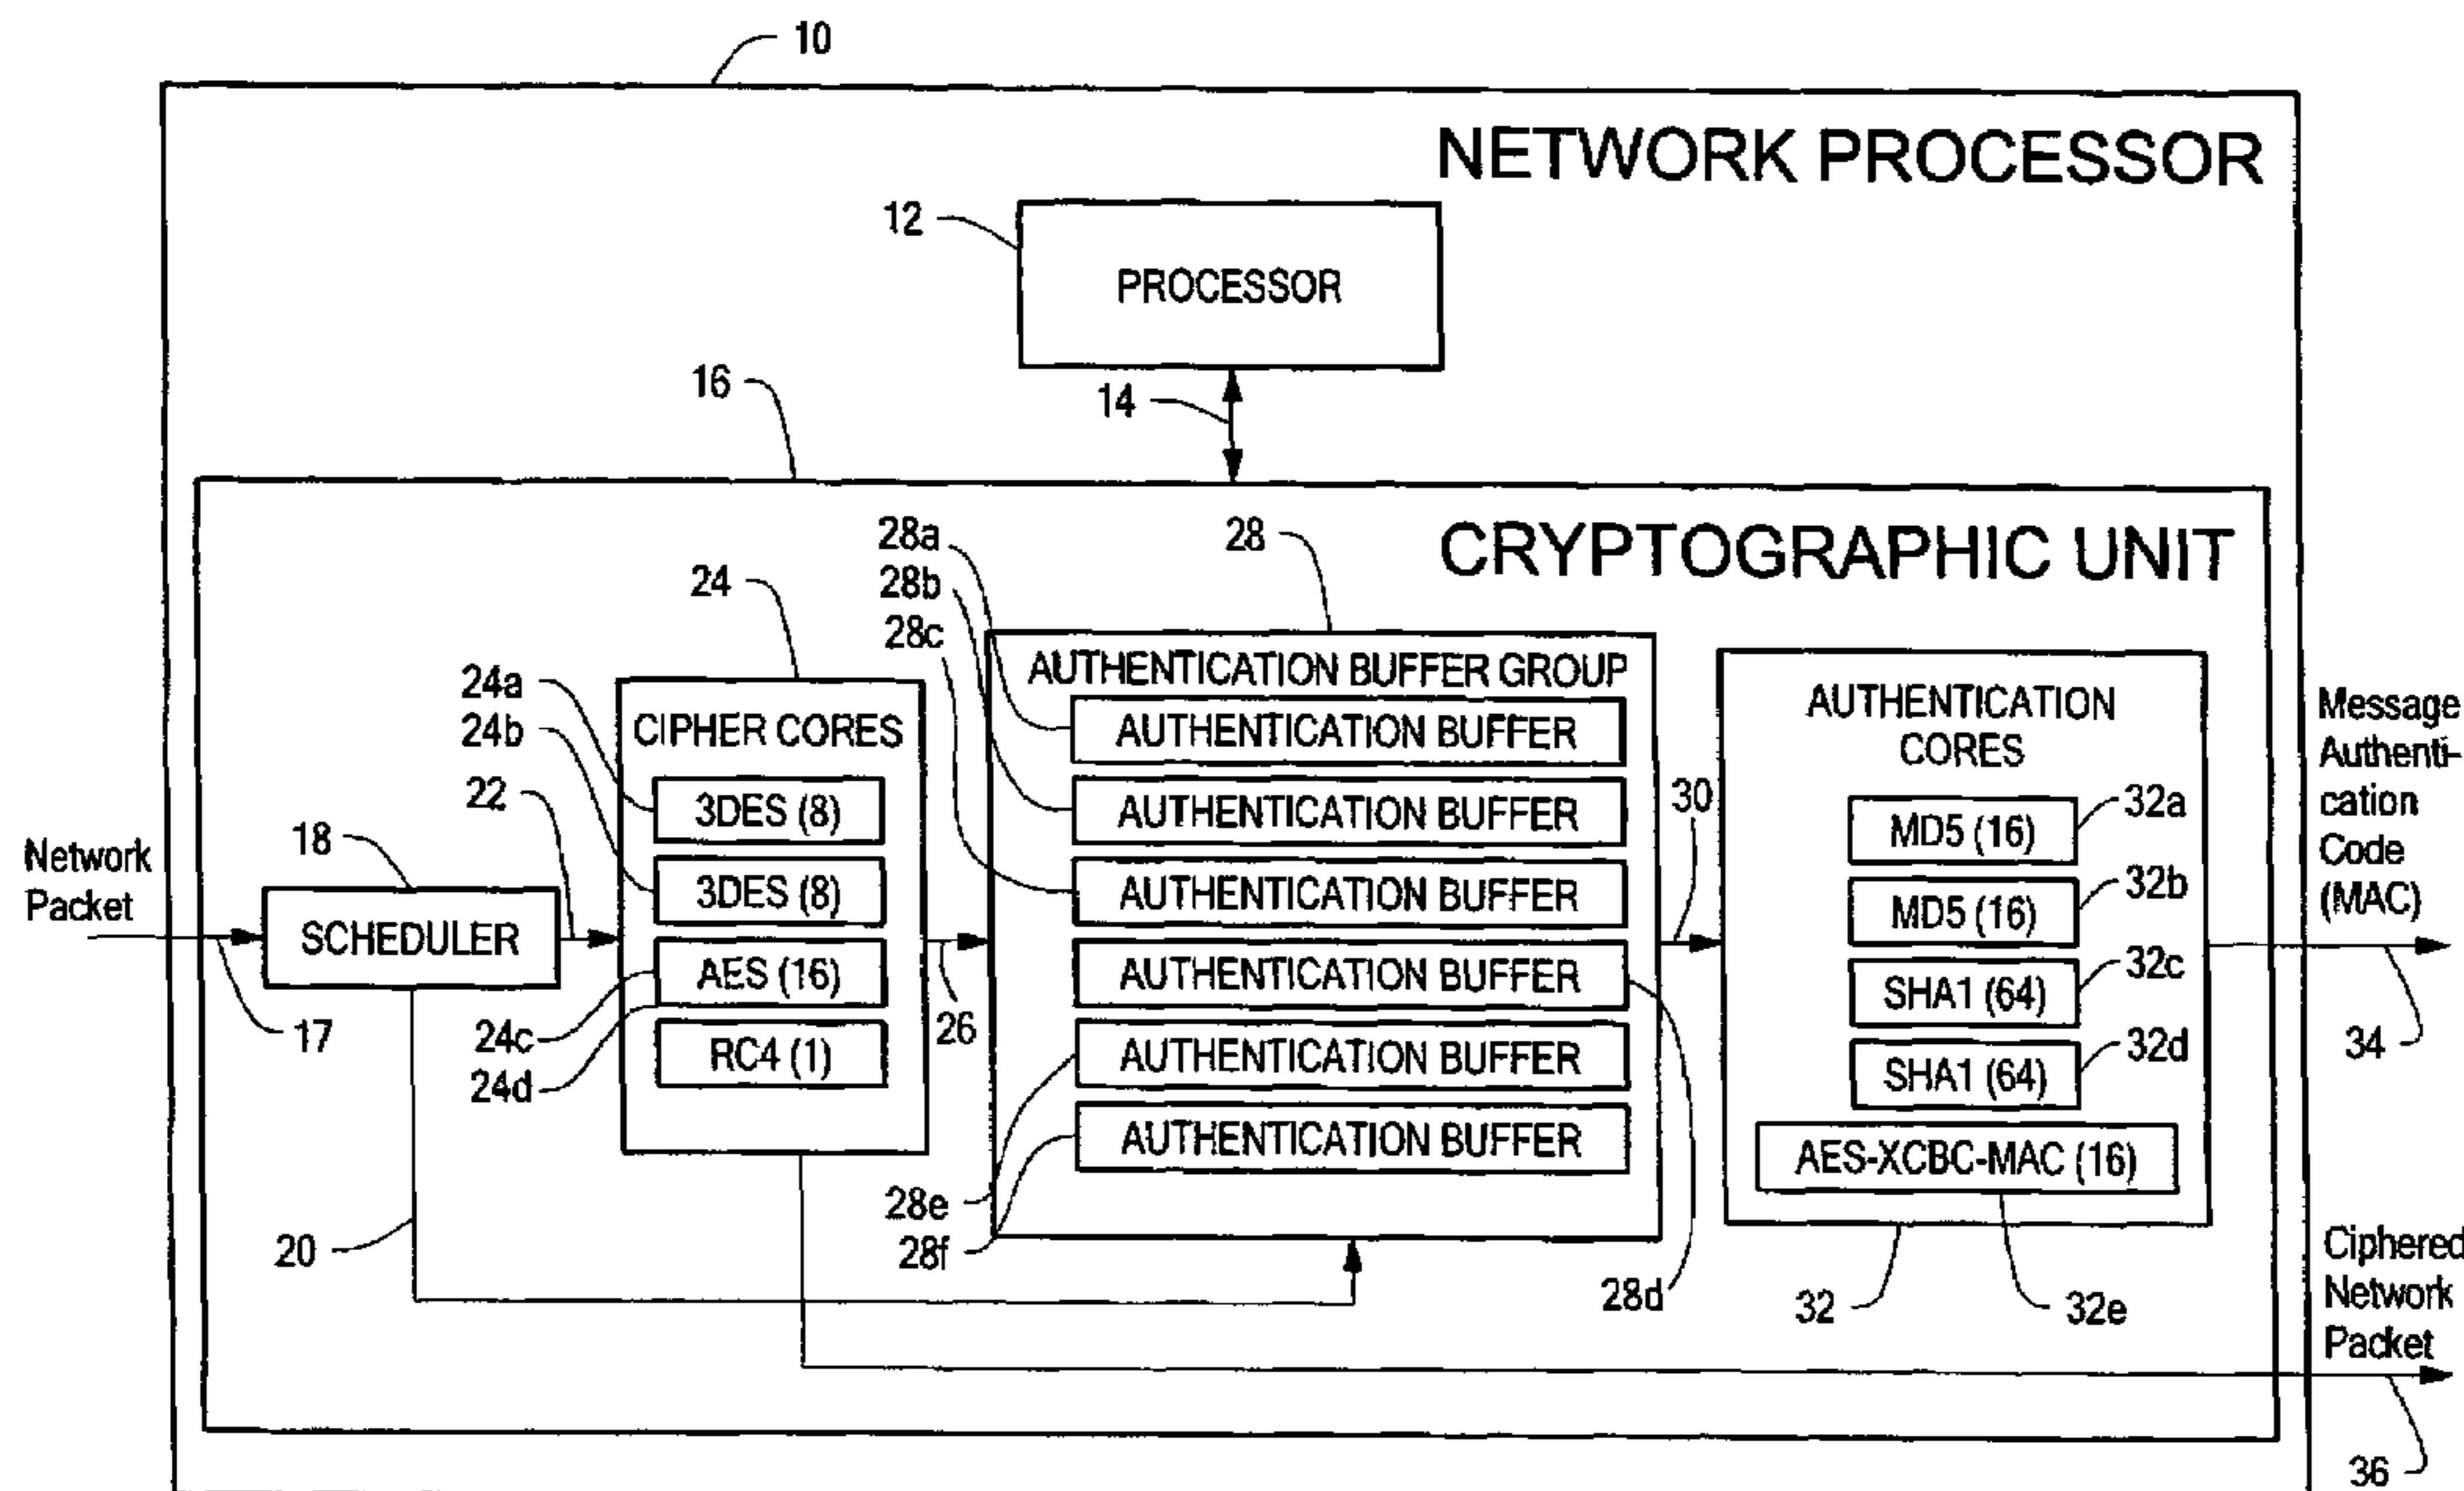 10
NETWORK PROCESSOR
12
PROCESSOR
14
16
CRYPTOGRAPHIC UNIT
Network
Packet
17
18
SCHEDULER
20
22
24
24a
24b
24c
24d
CIPHER CORES
3DES (8)
3DES (8)
AES (16)
RC4 (1)
26
28a
28b
28c
28
AUTHENTICATION BUFFER GROUP
AUTHENTICATION BUFFER
AUTHENTICATION BUFFER
AUTHENTICATION BUFFER
AUTHENTICATION BUFFER
AUTHENTICATION BUFFER
AUTHENTICATION BUFFER
28e
28f
28d
30
AUTHENTICATION
CORES
MD5 (16)
32a
MD5 (16)
32b
SHA1 (64)
32c
SHA1 (64)
32d
AES-XCBC-MAC (16)
32
32e
Message
Authenti-
cation
Code
(MAC)
34
Ciphered
Network
Packet
36